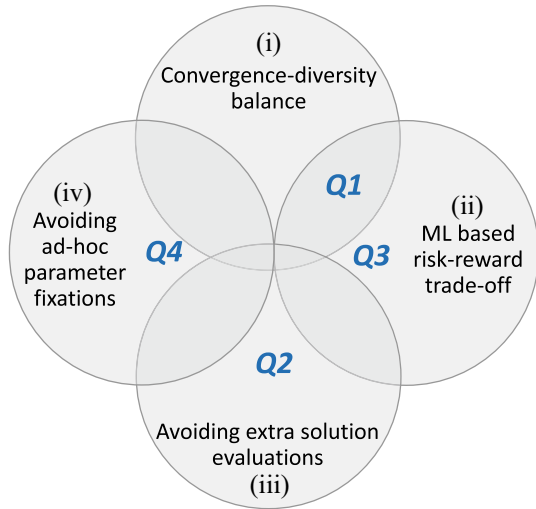 (i)
Convergence-diversity
balance
Q1
(iv)
Avoiding
ad-hoc
parameter
fixations
Q4
(ii)
ML based
risk-reward
trade-off
Q3
Q2
Avoiding extra solution
evaluations
(iii)